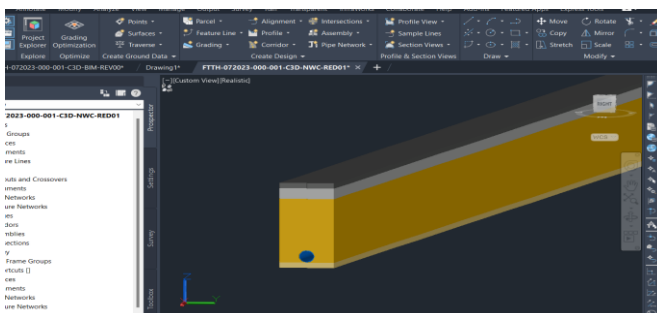 Project Explorer
Grading Optimization
Points
Surfaces
Traverse
Parcel
Feature Line
Grading
Alignment
Profile
Corridor
Intersections
Assembly
Pipe Network
Profile View
Sample Lines
Section Views
Move
Copy
Stretch
Rotate
Mirror
Scale
Explore
Optimize
Create Ground Data
Create Design
Profile & Section Views
Draw
Modify
H-072023-000-001-C3D-BIM-REV00*
Drawing1*
FTTH-072023-000-001-C3D-NWC-RED01*
[−][Custom View][Realistic]
2023-000-001-C3D-NWC-RED01
Groups
ces
ments
re Lines
uts and Crossovers
ments
Networks
ure Networks
es
dors
mblies
ections
y
Frame Groups
rtcuts []
ces
ments
Networks
ure Networks
Prospector
Settings
Survey
Toolbox
RIGHT